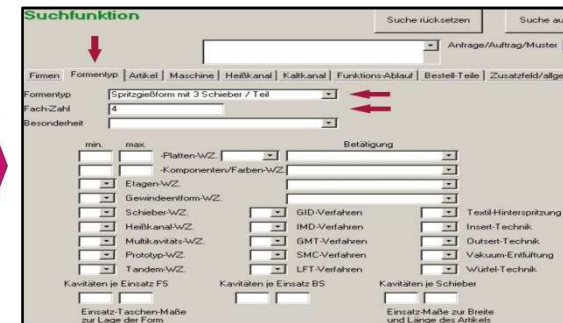 Suchfunktion
Suche rücksetzen
Suche au
Anfrage/Auftrag/Muster
Firmen Formentyp Artikel Maschine Heißkanal Kaltkanal Funktions-Ablauf Bestell-Teile Zusatzfeld/allge
Formentyp Spritzgießform mit 3 Schieber / Teil
Fach-Zahl 4
Besonderheit
min. max. Betätigung
-Platten-WZ.
-Komponenten/Farben-WZ.
Etagen-WZ.
Gewindeentform-WZ.
Schieber-WZ. GID-Verfahren Textil-Hinterspritzung
Heißkanal-WZ. IMD-Verfahren Insert-Technik
Multikavitäts-WZ. GMT-Verfahren Outsert-Technik
Prototyp-WZ. SMC-Verfahren Vakuum-Entlüftung
Tandem-WZ. LFT-Verfahren Würfel-Technik
Kavitäten je Einsatz FS Kavitäten je Einsatz BS Kavitäten je Schieber
Einsatz-Taschen-Maße Einsatz-Maße zur Breite
zur Lage der Form und Länge des Artikels